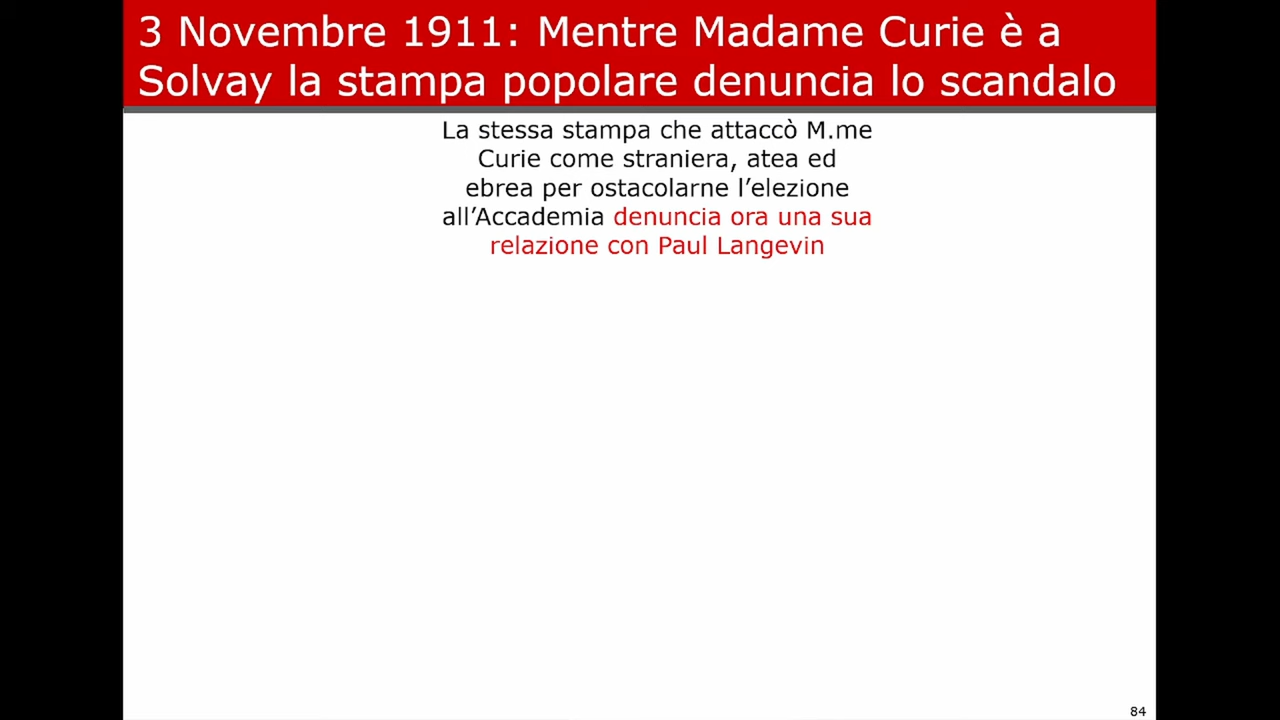 3 Novembre 1911: Mentre Madame Curie è a
Solvay la stampa popolare denuncia lo scandalo
La stessa stampa che attaccò M.me
Curie come straniera, atea ed
ebrea per ostacolarne l’elezione
all’Accademia denuncia ora una sua
relazione con Paul Langevin
84